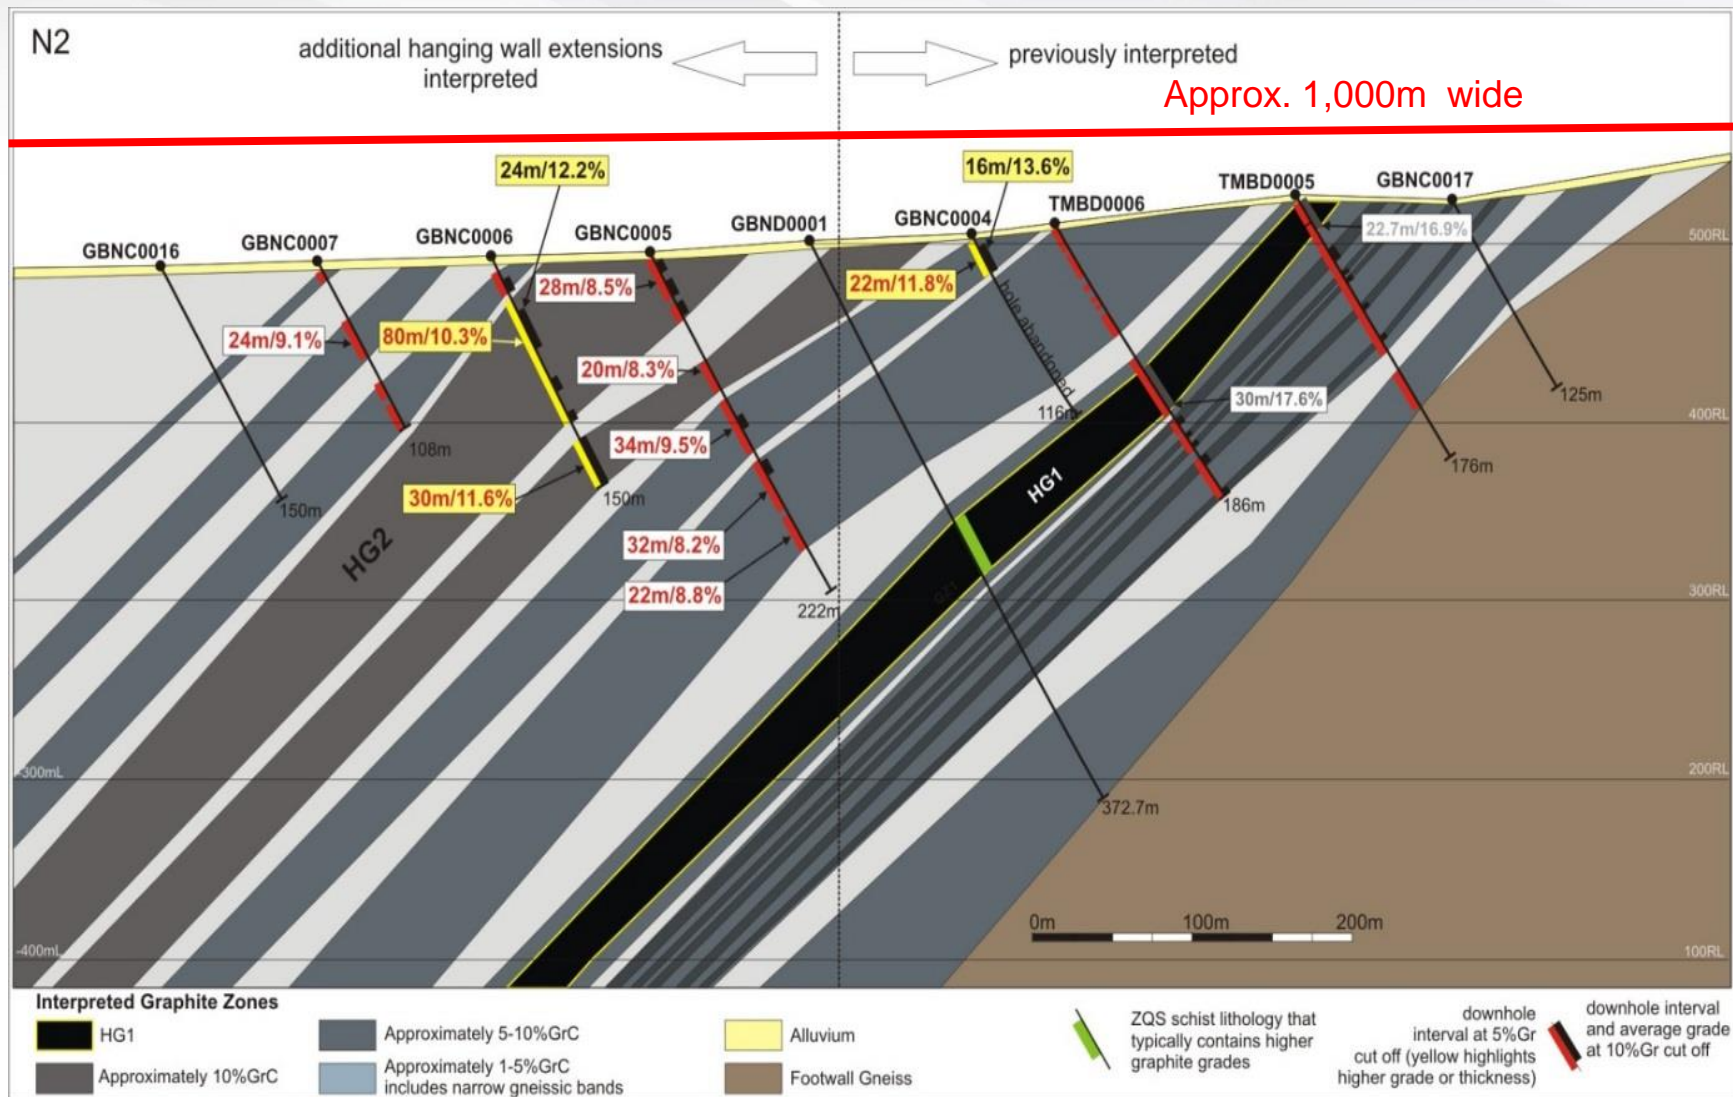 N2
additional hanging wall extensions
interpreted
previously interpreted
Approx. 1,000m wide
24m/12.2%
16m/13.6%
TMBD0005
GBNC0017
GBNC0004
TMBD0006
GBND0001
GBNC0005
GBNC0006
GBNC0007
GBNC0016
22.7m/16.9%
500RL
28m/8.5%
22m/11.8%
hole abandoned
24m/9.1%
80m/10.3%
20m/8.3%
30m/17.6%
125m
116m
400RL
34m/9.5%
108m
176m
HG1
30m/11.6%
150m
150m
186m
HG2
32m/8.2%
22m/8.8%
222m
300RL
-300mL
200RL
372.7m
0m
100m
200m
-400mL
100RL
Interpreted Graphite Zones
HG1
Approximately 10%GrC
Approximately 5-10%GrC
Approximately 1-5%GrC
includes narrow gneissic bands
Alluvium
Footwall Gneiss
ZQS schist lithology that
typically contains higher
graphite grades
downhole
interval at 5%Gr
cut off (yellow highlights
higher grade or thickness)
downhole interval
and average grade
at 10%Gr cut off